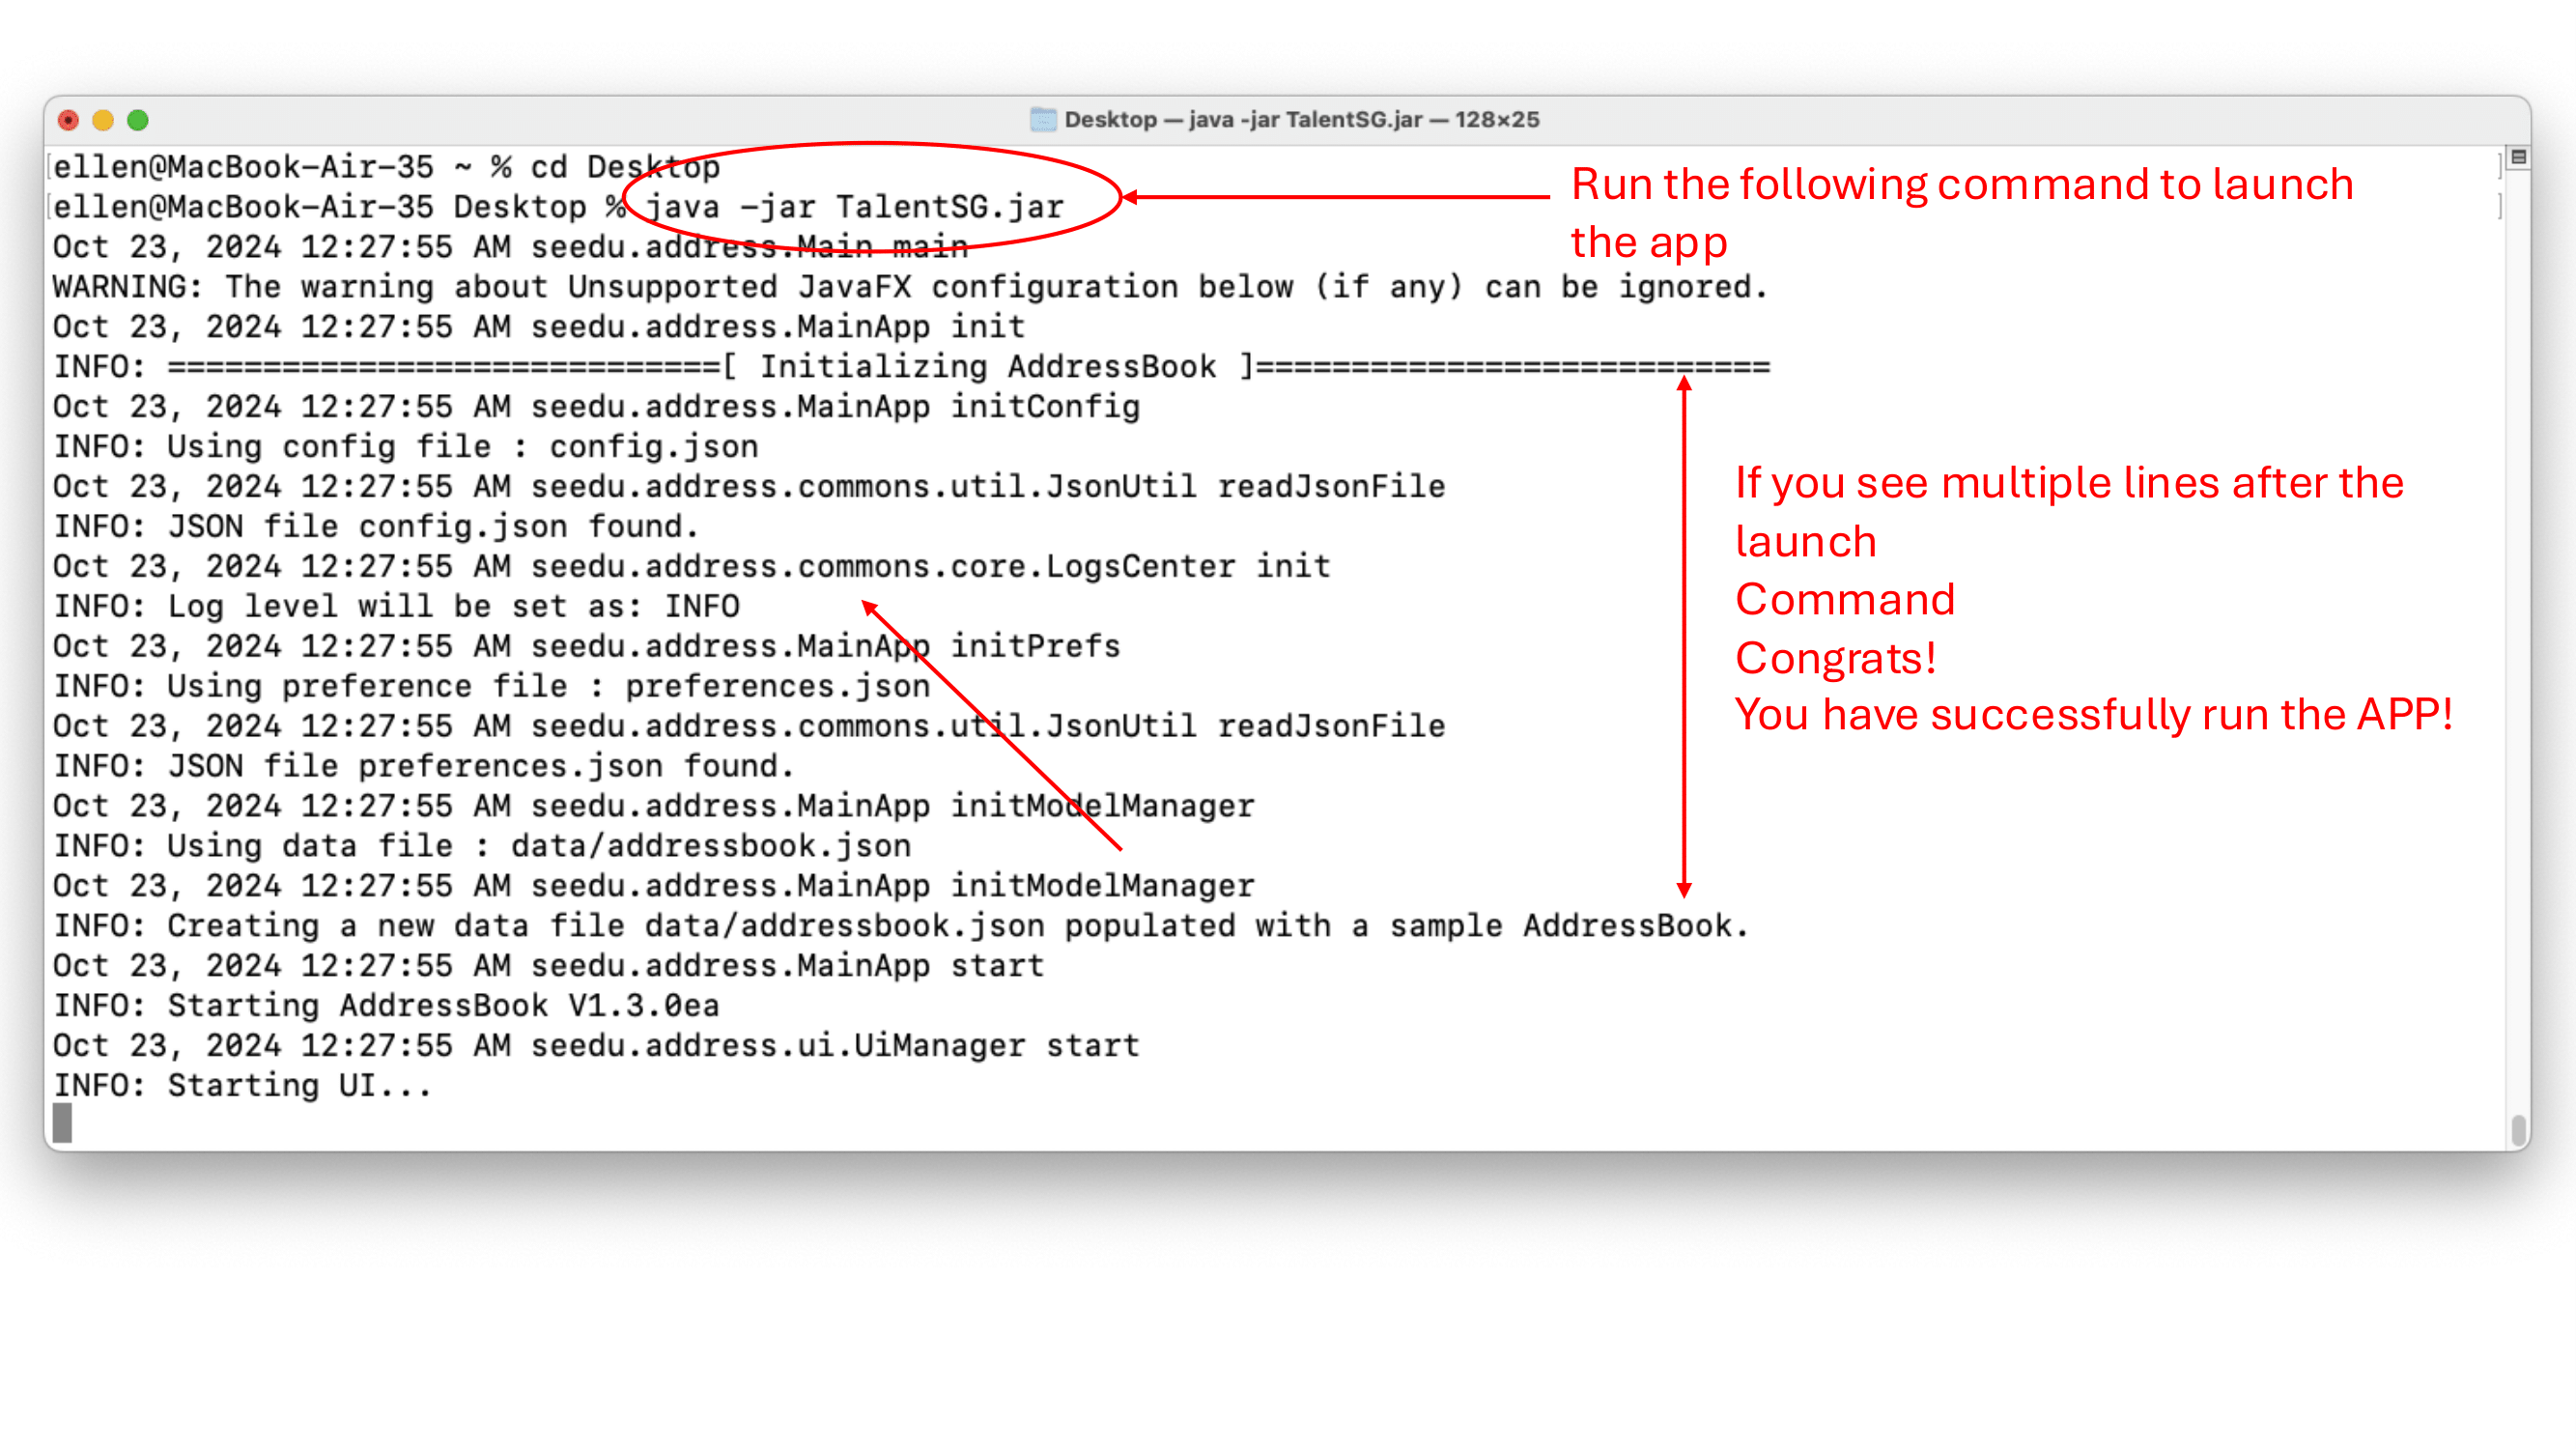 Desktop — java -jar TalentSG.jar — 128×25
ellen@MacBook-Air-35 ~ % cd Desktop
ellen@MacBook-Air-35 Desktop % java -jar TalentSG.jar
Run the following command to launch
the app
Oct 23, 2024 12:27:55 AM seedu.address.Main main
WARNING: The warning about Unsupported JavaFX configuration below (if any) can be ignored.
Oct 23, 2024 12:27:55 AM seedu.address.MainApp init
INFO: =============================[ Initializing AddressBook ]===========================
Oct 23, 2024 12:27:55 AM seedu.address.MainApp initConfig
INFO: Using config file : config.json
Oct 23, 2024 12:27:55 AM seedu.address.commons.util.JsonUtil readJsonFile
INFO: JSON file config.json found.
Oct 23, 2024 12:27:55 AM seedu.address.commons.core.LogsCenter init
INFO: Log level will be set as: INFO
Oct 23, 2024 12:27:55 AM seedu.address.MainApp initPrefs
INFO: Using preference file : preferences.json
Oct 23, 2024 12:27:55 AM seedu.address.commons.util.JsonUtil readJsonFile
INFO: JSON file preferences.json found.
Oct 23, 2024 12:27:55 AM seedu.address.MainApp initModelManager
INFO: Using data file : data/addressbook.json
Oct 23, 2024 12:27:55 AM seedu.address.MainApp initModelManager
INFO: Creating a new data file data/addressbook.json populated with a sample AddressBook.
Oct 23, 2024 12:27:55 AM seedu.address.MainApp start
INFO: Starting AddressBook V1.3.0ea
Oct 23, 2024 12:27:55 AM seedu.address.ui.UiManager start
INFO: Starting UI...
If you see multiple lines after the
launch
Command
Congrats!
You have successfully run the APP!